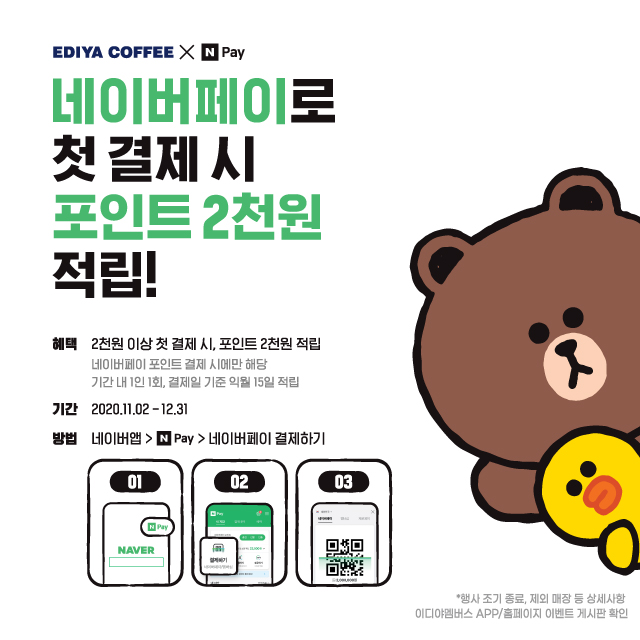 EDIYA COFFEE × N Pay
네이버페이로
첫 결제 시
포인트 2천원
적립!
혜택 2천원 이상 첫 결제 시, 포인트 2천원 적립
네이버페이 포인트 결제 시에만 해당
기간 내 1인 1회, 결제일 기준 익월 15일 적립
기간 2020.11.02 – 12.31
방법 네이버앱 > N Pay > 네이버페이 결제하기
01 02 03
N Pay
NAVER
N Pay
결제하기
*행사 조기 종료, 제외 매장 등 상세사항
이디야멤버스 APP/홈페이지 이벤트 게시판 확인